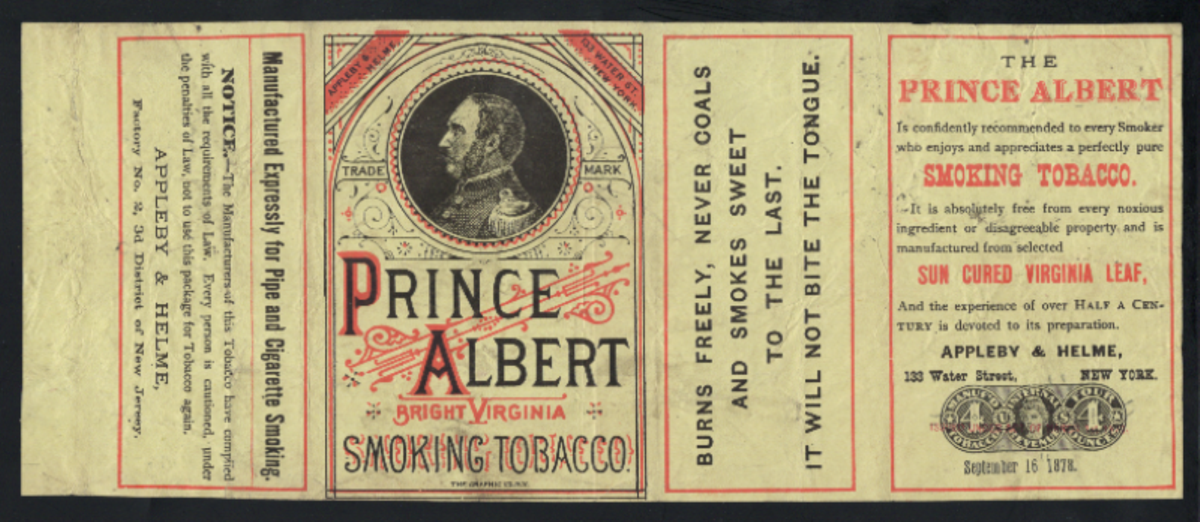 Manufactured Expressly for Pipe and Cigarette Smoking.
NOTICE.—The Manufacturers of this Tobacco have complied
with all the requirements of Law. Every person is cautioned, under
the penalties of Law, not to use this package for Tobacco again.
APPLEBY & HELME,
Factory No. 2, 3d District of New Jersey.
APPLEBY &
HELME.
133 WATER ST.
NEW YORK.
TRADE MARK
PRINCE
ALBERT
BRIGHT VIRGINIA
SMOKING TOBACCO.
BURNS FREELY, NEVER COALS
AND SMOKES SWEET
TO THE LAST.
IT WILL NOT BITE THE TONGUE.
THE
PRINCE ALBERT
Is confidently recommended to every Smoker
who enjoys and appreciates a perfectly pure
SMOKING TOBACCO.
It is absolutely free from every noxious
ingredient or disagreeable property and is
manufactured from selected
SUN CURED VIRGINIA LEAF,
And the experience of over HALF A CEN-
TURY is devoted to its preparation.
APPLEBY & HELME,
133 Water Street, NEW YORK.
MANUF'D INTERNAL FOUR
4 U S 4
TOBACCO REVENUE OUNCES
September 16 1878.